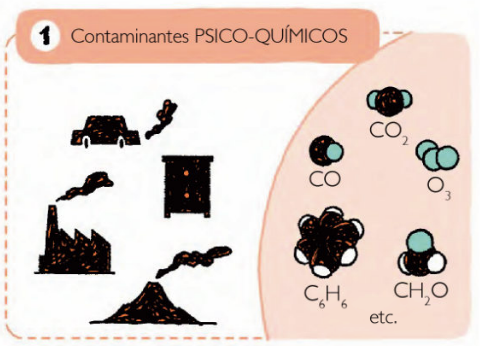 1 Contaminantes PSICO-QUÍMICOS
CO₂
CO
O₃
C₆H₆
CH₂O
etc.